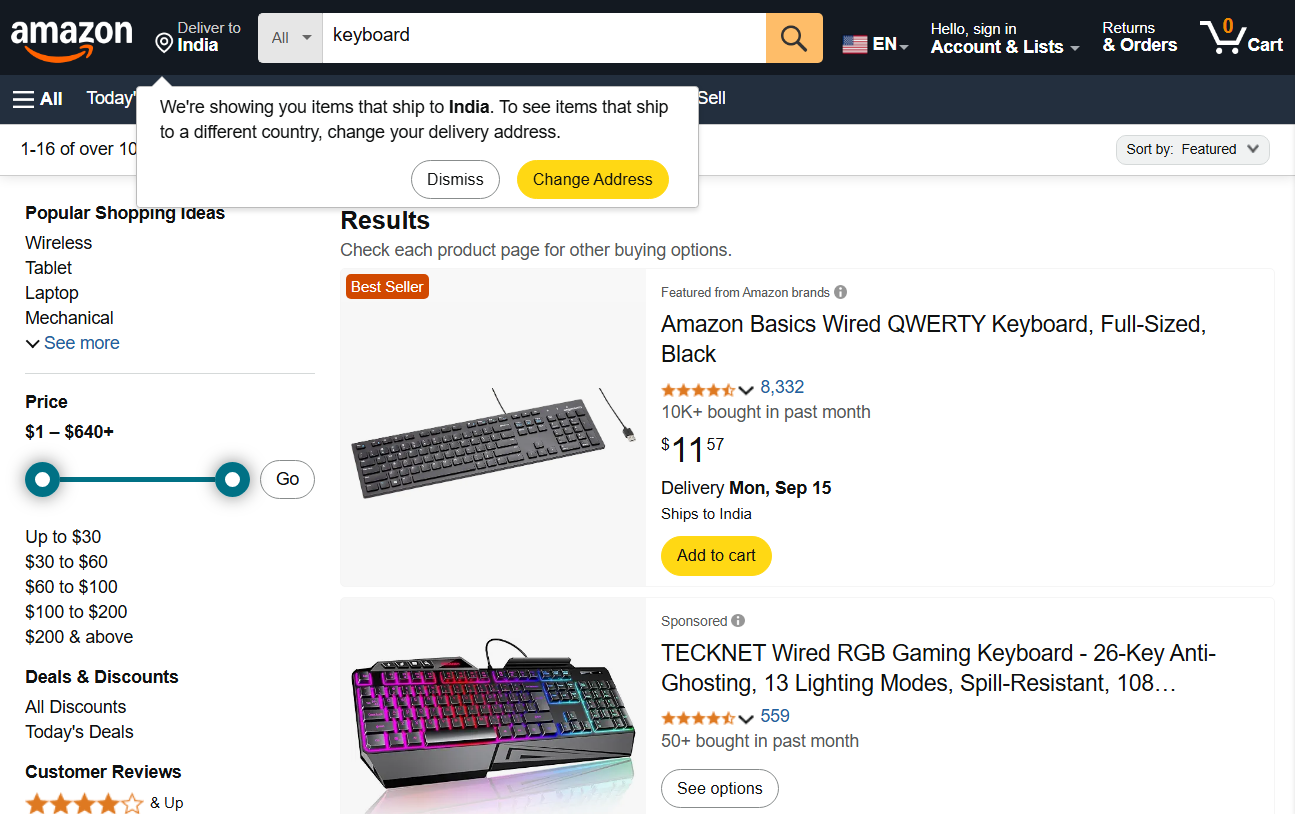 amazon
Deliver to
India
All
keyboard
EN
Hello, sign in
Account & Lists
Returns
& Orders
0
Cart
All
Today'
Sell
We're showing you items that ship to India. To see items that ship
to a different country, change your delivery address.
Dismiss
Change Address
1-16 of over 10
Sort by: Featured
Popular Shopping Ideas
Wireless
Tablet
Laptop
Mechanical
See more
Price
$1 – $640+
Go
Up to $30
$30 to $60
$60 to $100
$100 to $200
$200 & above
Deals & Discounts
All Discounts
Today's Deals
Customer Reviews
& Up
Results
Check each product page for other buying options.
Best Seller
Featured from Amazon brands
Amazon Basics Wired QWERTY Keyboard, Full-Sized,
Black
8,332
10K+ bought in past month
$11 57
Delivery Mon, Sep 15
Ships to India
Add to cart
Sponsored
TECKNET Wired RGB Gaming Keyboard - 26-Key Anti-
Ghosting, 13 Lighting Modes, Spill-Resistant, 108…
559
50+ bought in past month
See options